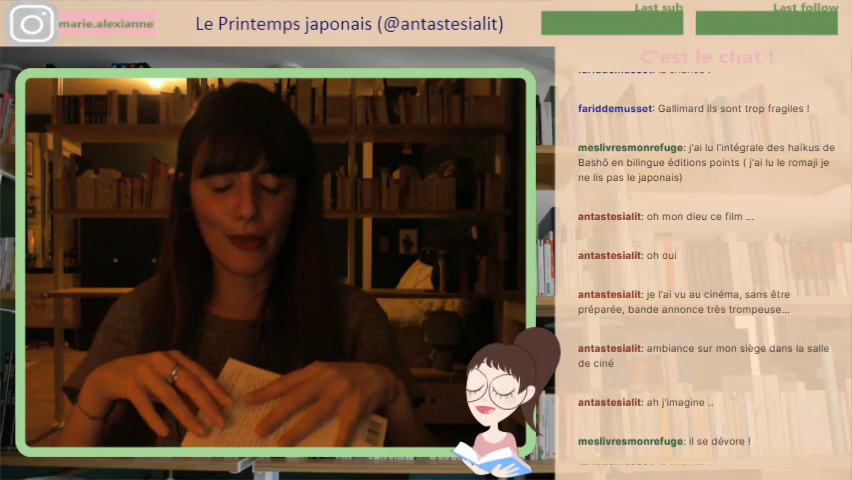 marie.alexianne
Le Printemps japonais (@antastesialit)
Last sub
Last follow
C'est le chat !
fariddemusset: Gallimard ils sont trop fragiles !
meslivresmonrefuge: j'ai lu l'intégrale des haïkus de
Bashō en bilingue éditions points ( j'ai lu le romaji je
ne lis pas le japonais)
antastesialit: oh mon dieu ce film ...
antastesialit: oh oui
antastesialit: je l'ai vu au cinéma, sans être
préparée, bande annonce très trompeuse...
antastesialit: ambiance sur mon siège dans la salle
de ciné
antastesialit: ah j'imagine ..
meslivresmonrefuge: il se dévore !